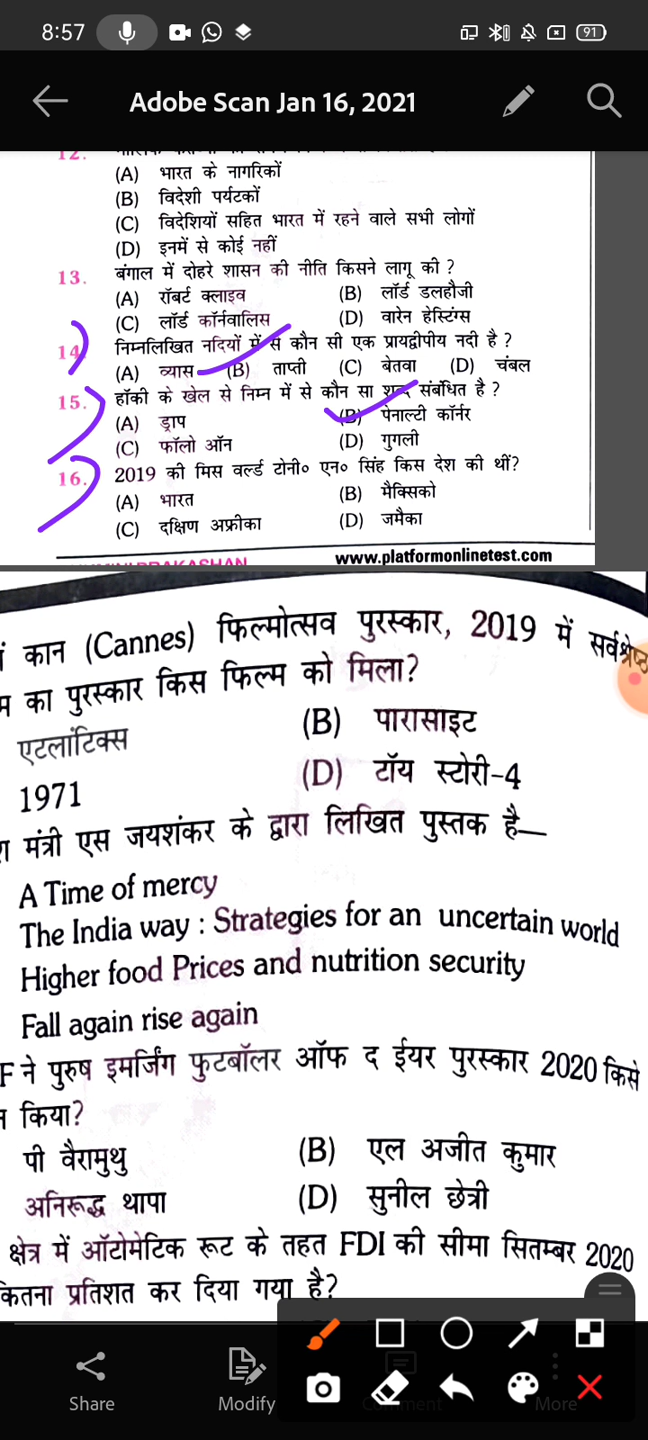 8:57
91
Adobe Scan Jan 16, 2021
12.
(A) भारत के नागरिकों
(B) विदेशी पर्यटकों
(C) विदेशियों सहित भारत में रहने वाले सभी लोगों
(D) इनमें से कोई नहीं
13. बंगाल में दोहरे शासन की नीति किसने लागू की ?
(A) रॉबर्ट क्लाइव (B) लॉर्ड डलहौजी
(C) लॉर्ड कॉर्नवालिस (D) वारेन हेस्टिंग्स
14. निम्नलिखित नदियों में से कौन सी एक प्रायद्वीपीय नदी है ?
(A) व्यास (B) ताप्ती (C) बेतवा (D) चंबल
15. हॉकी के खेल से निम्न में से कौन सा शब्द संबंधित है ?
(A) ड्राप (B) पेनाल्टी कॉर्नर
(C) फॉलो ऑन (D) गुगली
16. 2019 की मिस वर्ल्ड टोनी० एन० सिंह किस देश की थीं?
(A) भारत (B) मैक्सिको
(C) दक्षिण अफ्रीका (D) जमैका
PRAKASHAN www.platformonlinetest.com
कान (Cannes) फिल्मोत्सव पुरस्कार, 2019 में सर्वश्रेष्ठ
का पुरस्कार किस फिल्म को मिला?
एटलांटिक्स (B) पारासाइट
1971 (D) टॉय स्टोरी-4
मंत्री एस जयशंकर के द्वारा लिखित पुस्तक है—
A Time of mercy
The India way : Strategies for an uncertain world
Higher food Prices and nutrition security
Fall again rise again
F ने पुरुष इमर्जिंग फुटबॉलर ऑफ द ईयर पुरस्कार 2020 किसे
किया?
पी वैरामुथु (B) एल अजीत कुमार
अनिरूद्ध थापा (D) सुनील छेत्री
क्षेत्र में ऑटोमेटिक रूट के तहत FDI की सीमा सितम्बर 2020
कितना प्रतिशत कर दिया गया है?
Share Modify Comment More